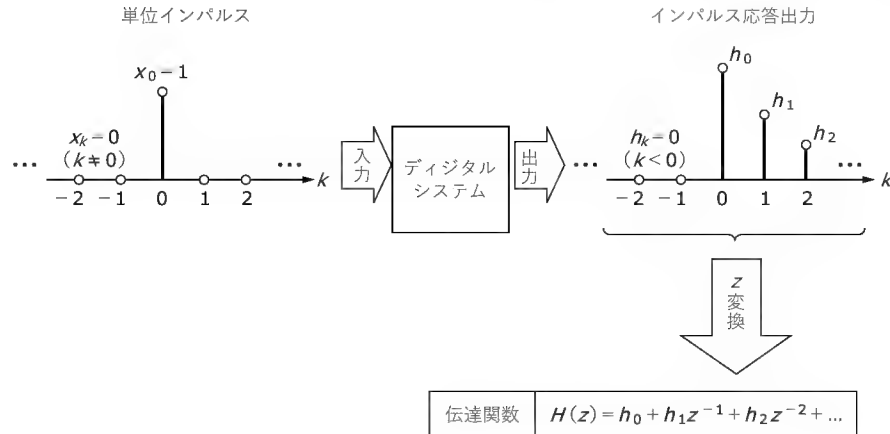 単位インパルス
インパルス応答出力
x₀−1
xₖ−0
(k≠0)
...
...
k
−2 −1 0 1 2
入力
ディジタル
システム
出力
h₀
h₁
h₂
hₖ−0
(k<0)
...
...
k
−2 −1 0 1 2
z変換
伝達関数 H(z)=h₀+h₁z⁻¹+h₂z⁻²+...